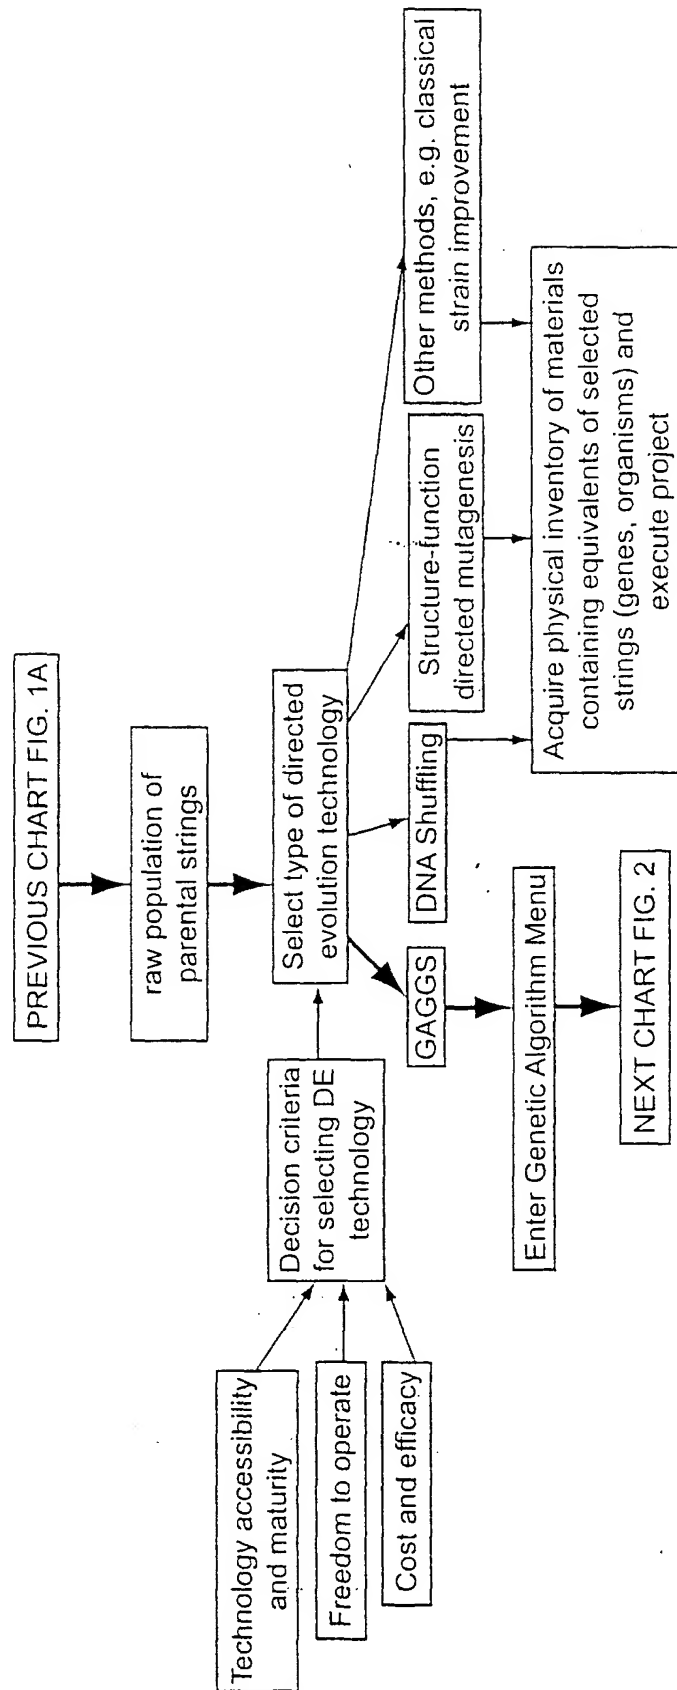 PREVIOUS CHART FIG. 1A
raw population of
parental strings
Technology accessibility
and maturity
Freedom to operate
Cost and efficacy
Decision criteria
for selecting DE
technology
Select type of directed
evolution technology
GAGGS
DNA Shuffling
Structure-function
directed mutagenesis
Other methods, e.g. classical
strain improvement
Enter Genetic Algorithm Menu
Acquire physical inventory of materials
containing equivalents of selected
strings (genes, organisms) and
execute project
NEXT CHART FIG. 2